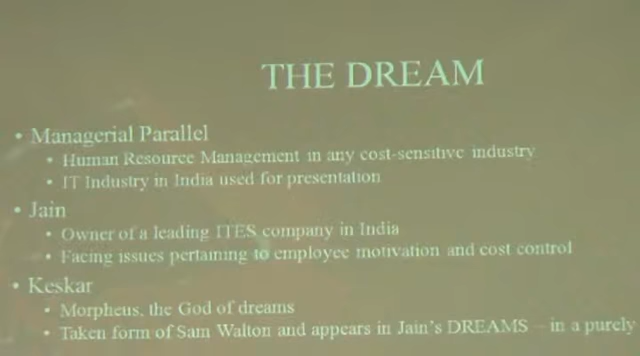 THE DREAM
• Managerial Parallel
• Human Resource Management in any cost-sensitive industry
• IT Industry in India used for presentation
• Jain
• Owner of a leading ITES company in India
• Facing issues pertaining to employee motivation and cost control
• Keskar
• Morpheus, the God of dreams
• Taken form of Sam Walton and appears in Jain's DREAMS – in a purely